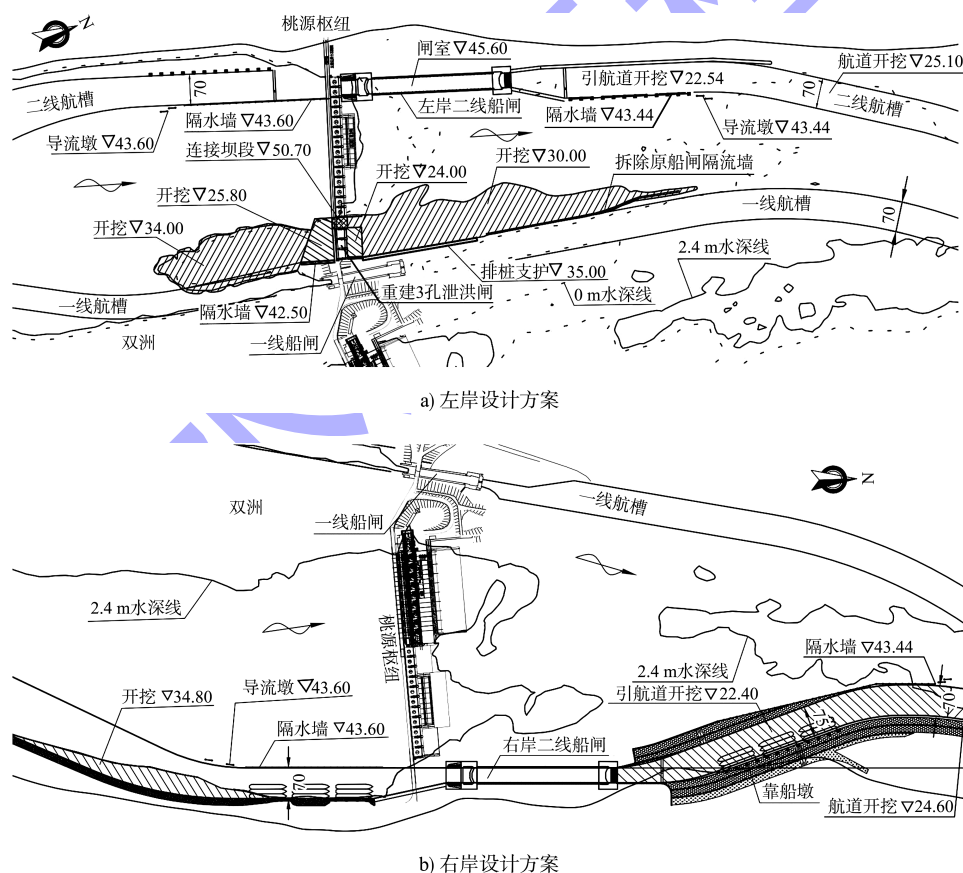 桃源枢纽
N
闸室▽45.60
航道开挖▽25.10
引航道开挖▽22.54
70
70
二线航槽
二线航槽
隔水墙▽43.60
左岸二线船闸
隔水墙▽43.44
导流墩▽43.60
导流墩▽43.44
连接坝段▽50.70
开挖▽30.00
开挖▽24.00
拆除原船闸隔流墙
开挖▽25.80
一线航槽
70
开挖▽34.00
2.4 m水深线
排桩支护▽35.00
一线航槽
重建3孔泄洪闸
0 m水深线
隔水墙▽42.50
双洲
一线船闸
a) 左岸设计方案
N
双洲
一线航槽
一线船闸
2.4 m水深线
桃源枢纽
隔水墙▽43.44
2.4 m水深线
开挖▽34.80
导流墩▽43.60
引航道开挖▽22.40
70
隔水墙▽43.60
75
右岸二线船闸
70
靠船墩
航道开挖▽24.60
b) 右岸设计方案